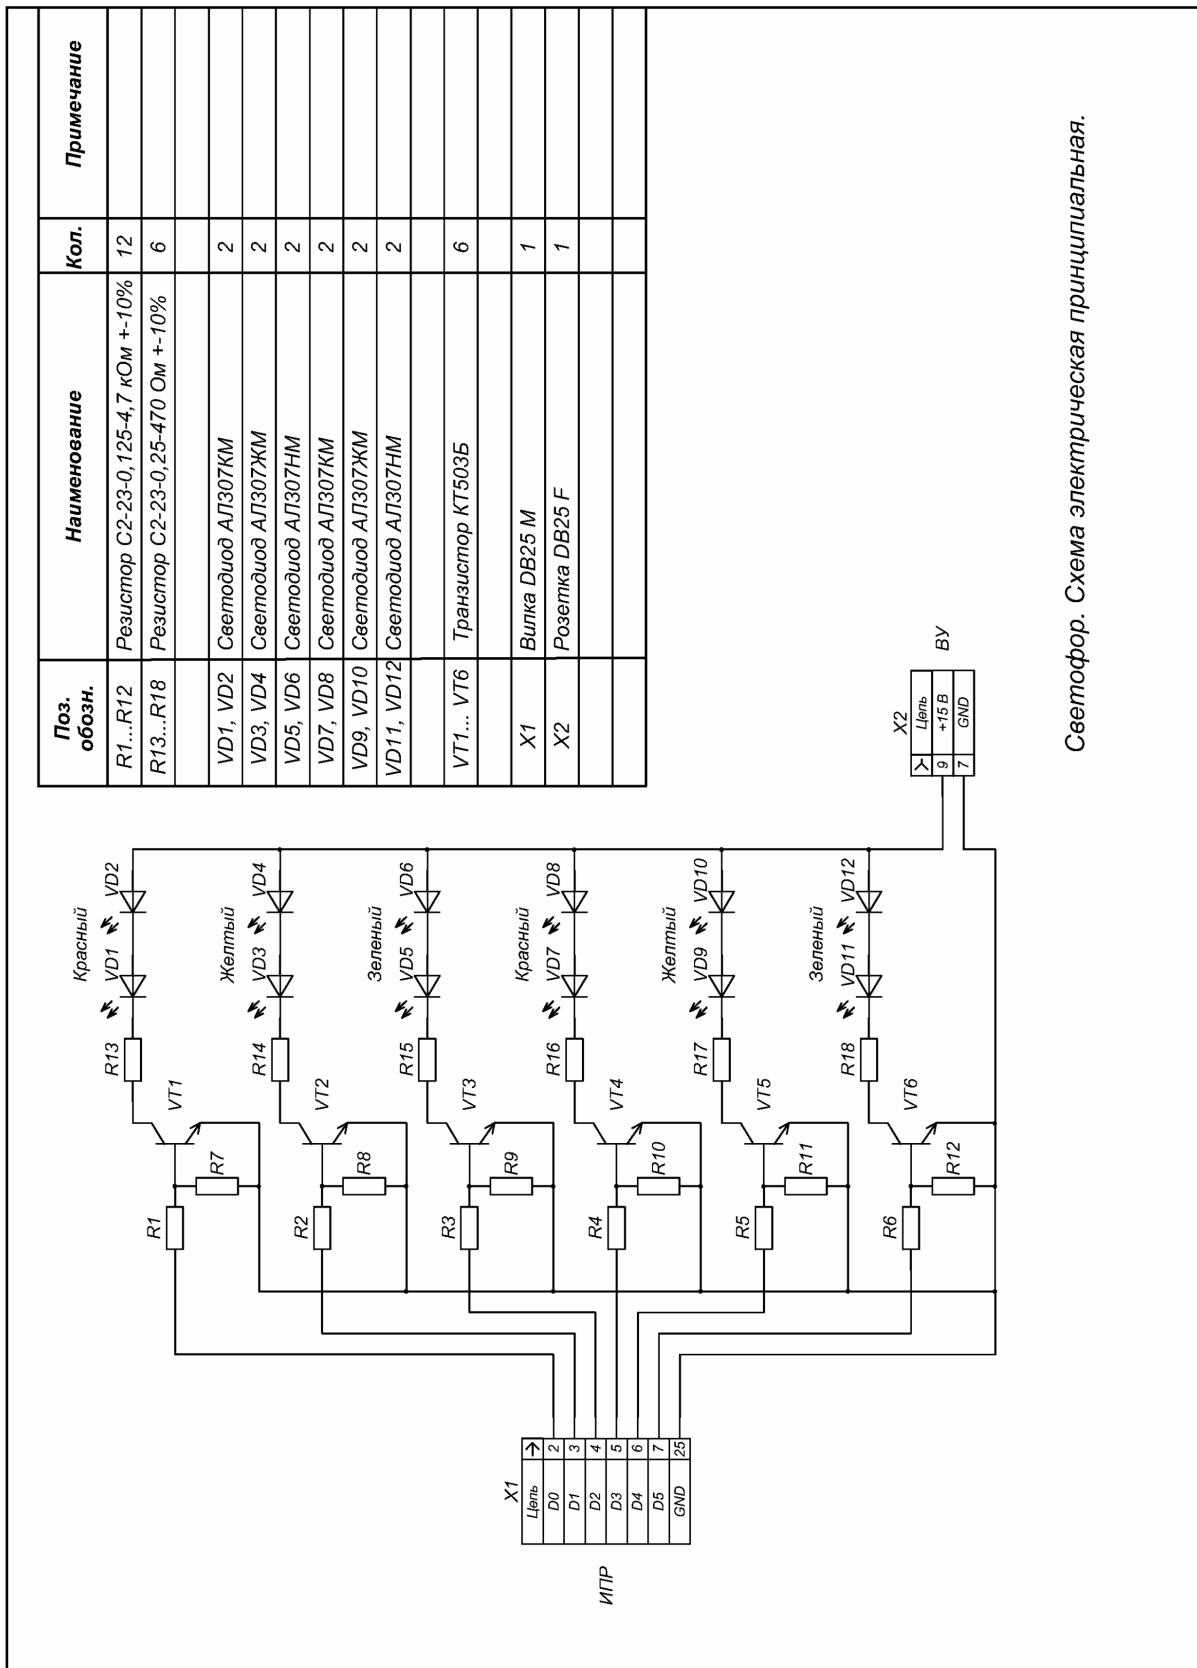 Поз. обозн. Наименование Кол. Примечание
R1...R12 Резистор С2-23-0,125-4,7 кОм +-10% 12
R13...R18 Резистор С2-23-0,25-470 Ом +-10% 6
VD1, VD2 Светодиод АЛ307КМ 2
VD3, VD4 Светодиод АЛ307ЖМ 2
VD5, VD6 Светодиод АЛ307НМ 2
VD7, VD8 Светодиод АЛ307КМ 2
VD9, VD10 Светодиод АЛ307ЖМ 2
VD11, VD12 Светодиод АЛ307НМ 2
VT1... VT6 Транзистор КТ503Б 6
X1 Вилка DB25 M 1
X2 Розетка DB25 F 1
Красный
R1 R7 VT1 R13 VD1 VD2
Желтый
R2 R8 VT2 R14 VD3 VD4
Зеленый
R3 R9 VT3 R15 VD5 VD6
Красный
R4 R10 VT4 R16 VD7 VD8
Желтый
R5 R11 VT5 R17 VD9 VD10
Зеленый
R6 R12 VT6 R18 VD11 VD12
ИПР
X1
Цепь
D0 2
D1 3
D2 4
D3 5
D4 6
D5 7
GND 25
X2
Цепь
9 +15 В
7 GND
ВУ
Светофор. Схема электрическая принципиальная.